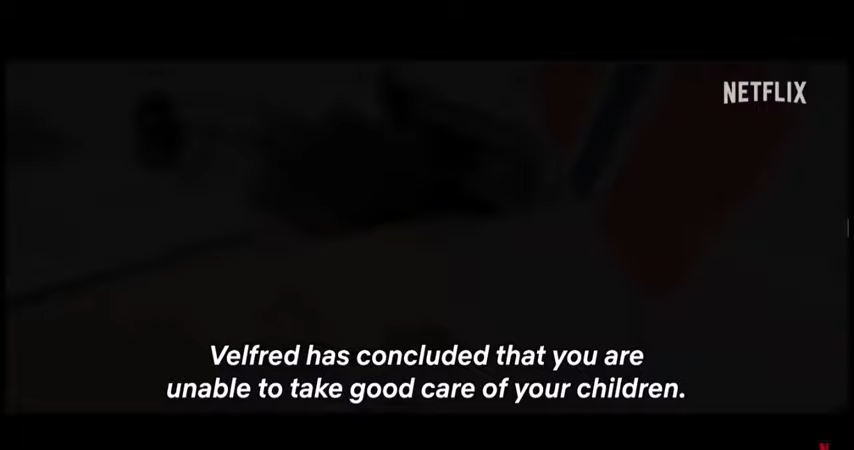 NETFLIX
Velfred has concluded that you are
unable to take good care of your children.
N